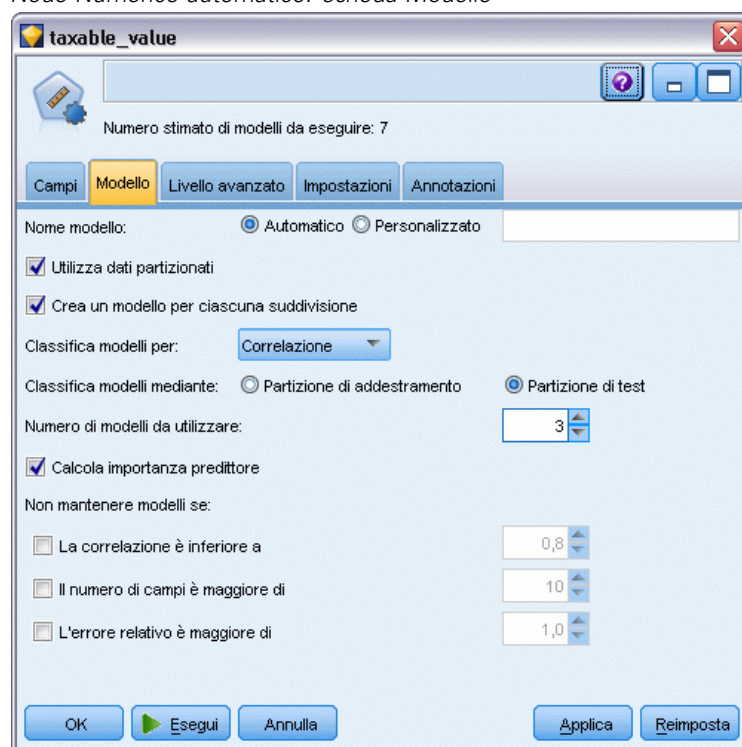 Nodo Numerico automatico: scheda Modello
taxable_value
Numero stimato di modelli da eseguire: 7
Campi Modello Livello avanzato Impostazioni Annotazioni
Nome modello: Automatico Personalizzato
Utilizza dati partizionati
Crea un modello per ciascuna suddivisione
Classifica modelli per: Correlazione
Classifica modelli mediante: Partizione di addestramento Partizione di test
Numero di modelli da utilizzare: 3
Calcola importanza predittore
Non mantenere modelli se:
La correlazione è inferiore a 0,8
Il numero di campi è maggiore di 10
L'errore relativo è maggiore di 1,0
OK Esegui Annulla Applica Reimposta